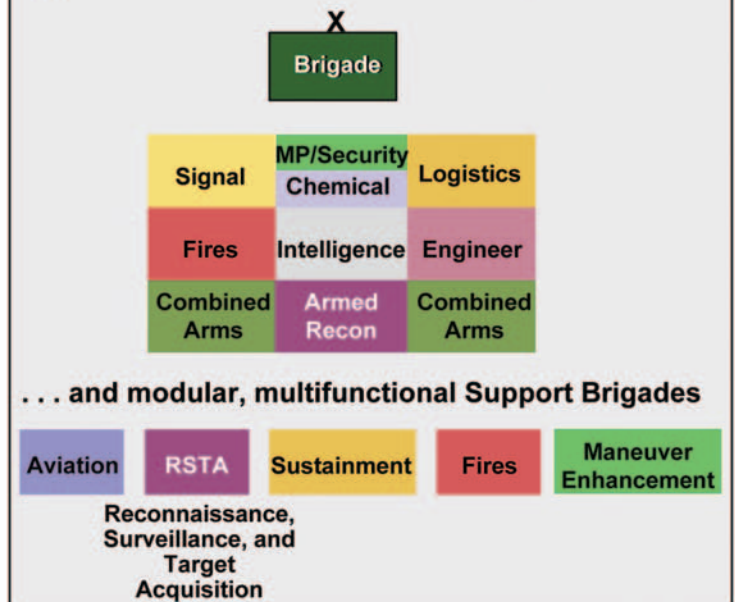 X
Brigade
Signal
MP/Security
Chemical
Logistics
Fires
Intelligence
Engineer
Combined
Arms
Armed
Recon
Combined
Arms
. . . and modular, multifunctional Support Brigades
Aviation
RSTA
Sustainment
Fires
Maneuver
Enhancement
Reconnaissance,
Surveillance, and
Target
Acquisition